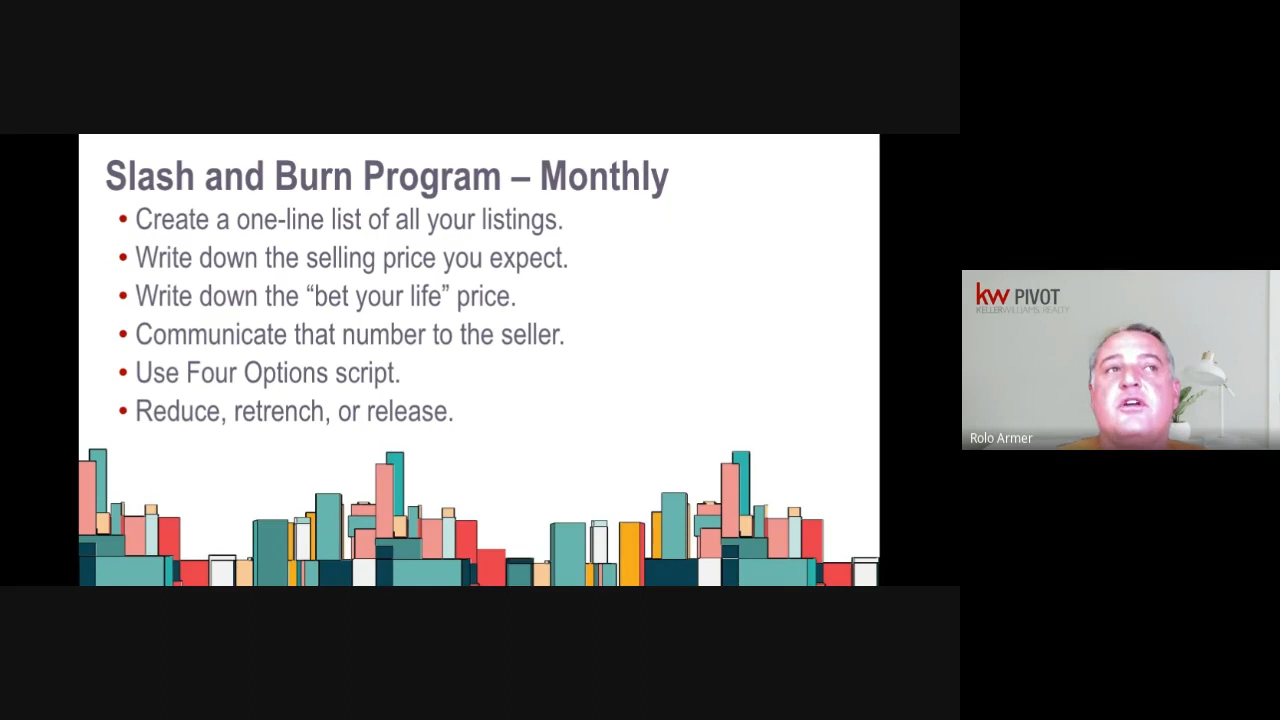 Slash and Burn Program – Monthly
• Create a one-line list of all your listings.
• Write down the selling price you expect.
• Write down the “bet your life” price.
• Communicate that number to the seller.
• Use Four Options script.
• Reduce, retrench, or release.
kw PIVOT
KELLERWILLIAMS. REALTY
Rolo Armer